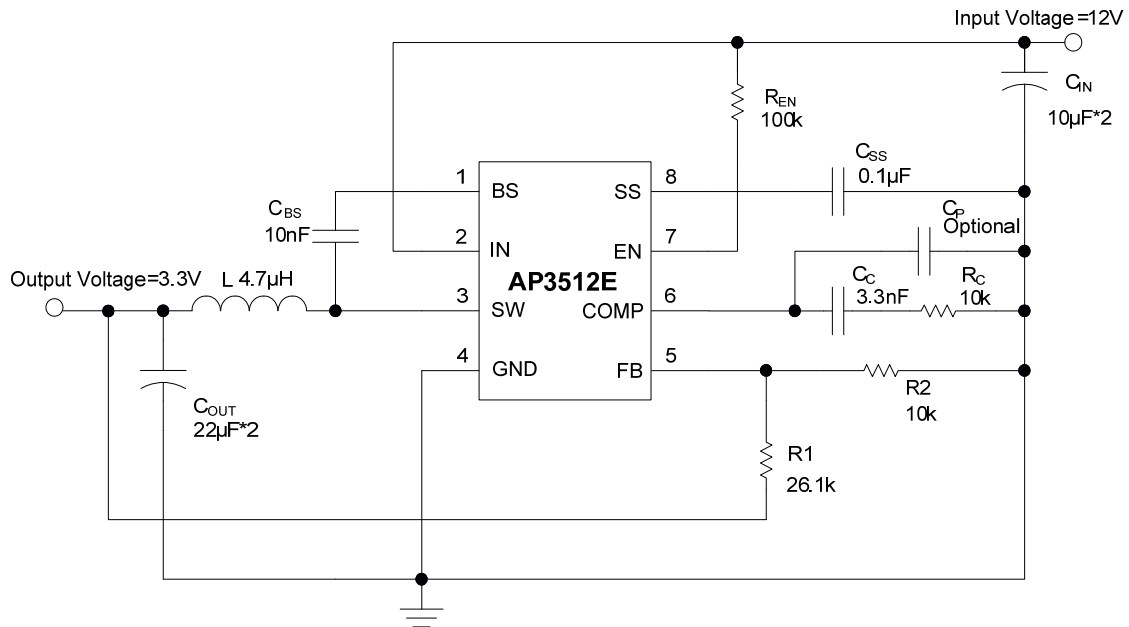 Input Voltage=12V
C_IN
10µF*2
R_EN
100k
C_SS
0.1µF
1
BS
SS
8
C_BS
10nF
C_P
Optional
2
IN
EN
7
AP3512E
Output Voltage=3.3V
L 4.7µH
C_C
3.3nF
R_C
10k
3
SW
COMP
6
4
GND
FB
5
R2
10k
C_OUT
22µF*2
R1
26.1k